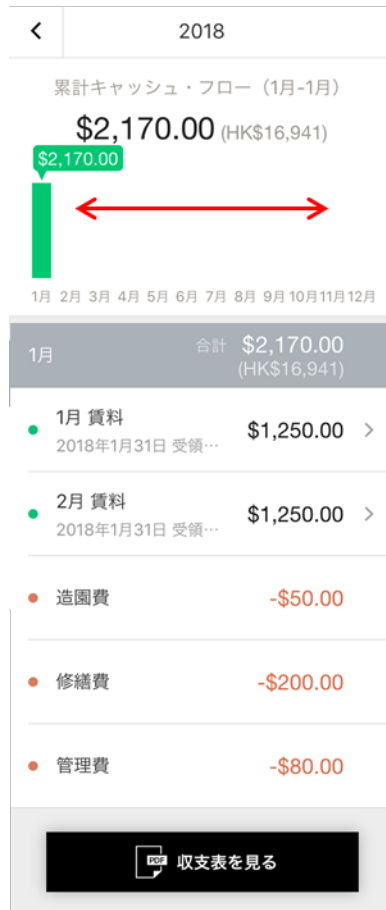 2018
累計キャッシュ・フロー（1月-1月）
$2,170.00 (HK$16,941)
$2,170.00
1月 2月 3月 4月 5月 6月 7月 8月 9月 10月 11月 12月
1月 合計 $2,170.00
(HK$16,941)
1月 賃料 $1,250.00
2018年1月31日 受領…
2月 賃料 $1,250.00
2018年1月31日 受領…
造園費 -$50.00
修繕費 -$200.00
管理費 -$80.00
PDF 収支表を見る